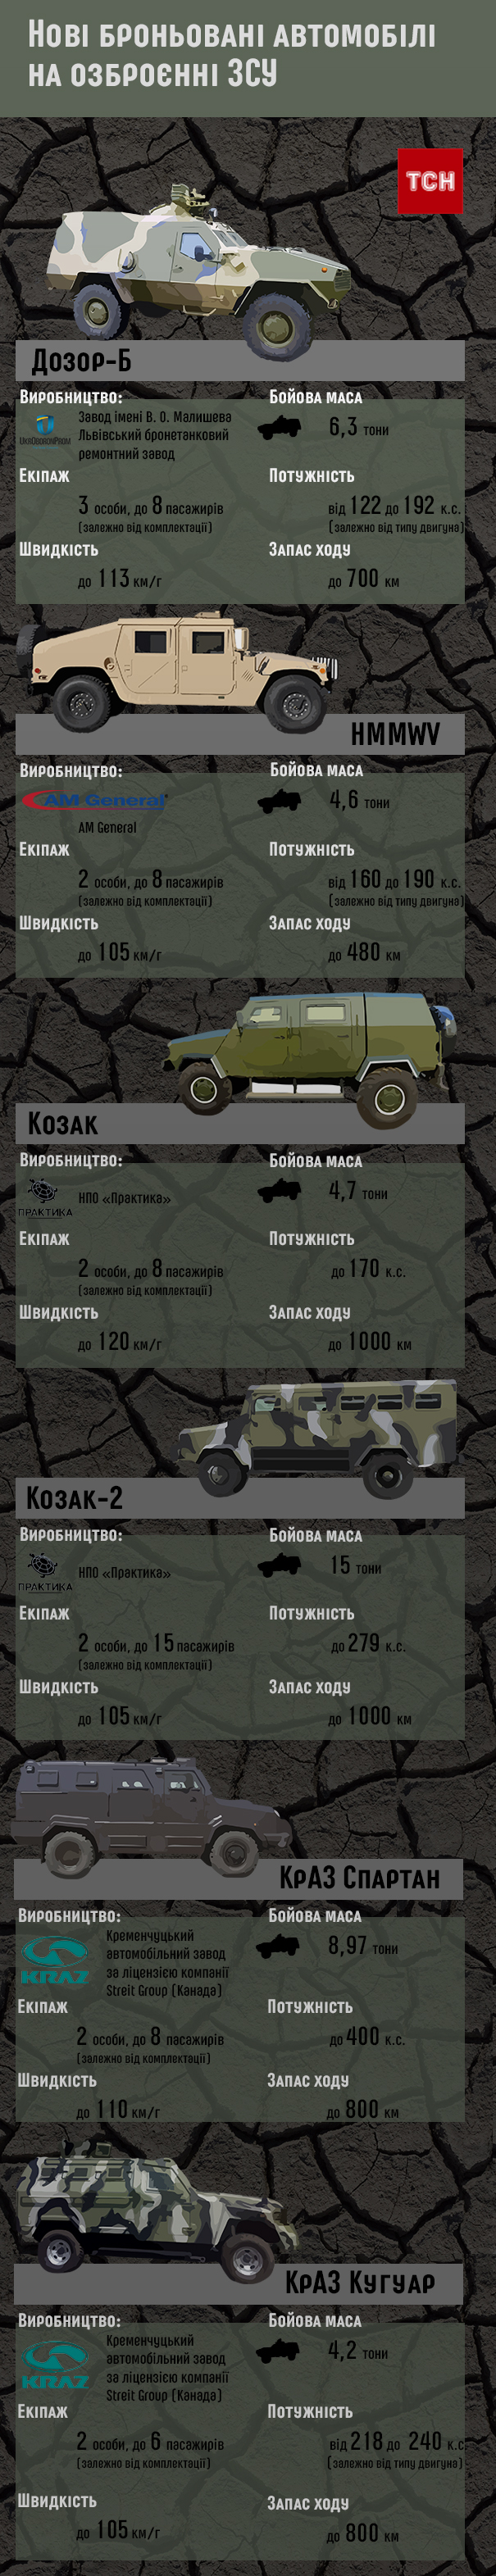 Нові броньовані автомобілі
на озброєнні ЗСУ
ТСН
Дозор-Б
Виробництво:
Бойова маса
UkrOboronProm
Завод імені В. О. Малишева
Львівський бронетанковий
ремонтний завод
6,3 тони
Екіпаж
Потужність
3 особи, до 8 пасажирів
(залежно від комплектації)
від 122 до 192 к.с.
(залежно від типу двигуна)
Швидкість
Запас ходу
до 113 км/г
до 700 км
HMMWV
Виробництво:
Бойова маса
AM General
4,6 тони
AM General
Екіпаж
Потужність
2 особи, до 8 пасажирів
(залежно від комплектації)
від 160 до 190 к.с.
(залежно від типу двигуна)
Швидкість
Запас ходу
до 105 км/г
до 480 км
Козак
Виробництво:
Бойова маса
ПРАКТИКА
НПО «Практика»
4,7 тони
Екіпаж
Потужність
2 особи, до 8 пасажирів
(залежно від комплектації)
до 170 к.с.
Швидкість
Запас ходу
до 120 км/г
до 1000 км
Козак-2
Виробництво:
Бойова маса
ПРАКТИКА
НПО «Практика»
15 тони
Екіпаж
Потужність
2 особи, до 15 пасажирів
(залежно від комплектації)
до 279 к.с.
Швидкість
Запас ходу
до 105 км/г
до 1000 км
КрАЗ Спартан
Виробництво:
Бойова маса
KRAZ
Кременчуцький
автомобільний завод
за ліцензією компанії
Streit Group (Канада)
8,97 тони
Екіпаж
Потужність
2 особи, до 8 пасажирів
(залежно від комплектації)
до 400 к.с.
Швидкість
Запас ходу
до 110 км/г
до 800 км
КрАЗ Кугуар
Виробництво:
Бойова маса
KRAZ
Кременчуцький
автомобільний завод
за ліцензією компанії
Streit Group (Канада)
4,2 тони
Екіпаж
Потужність
2 особи, до 6 пасажирів
(залежно від комплектації)
від 218 до 240 к.с
(залежно від типу двигуна)
Швидкість
Запас ходу
до 105 км/г
до 800 км